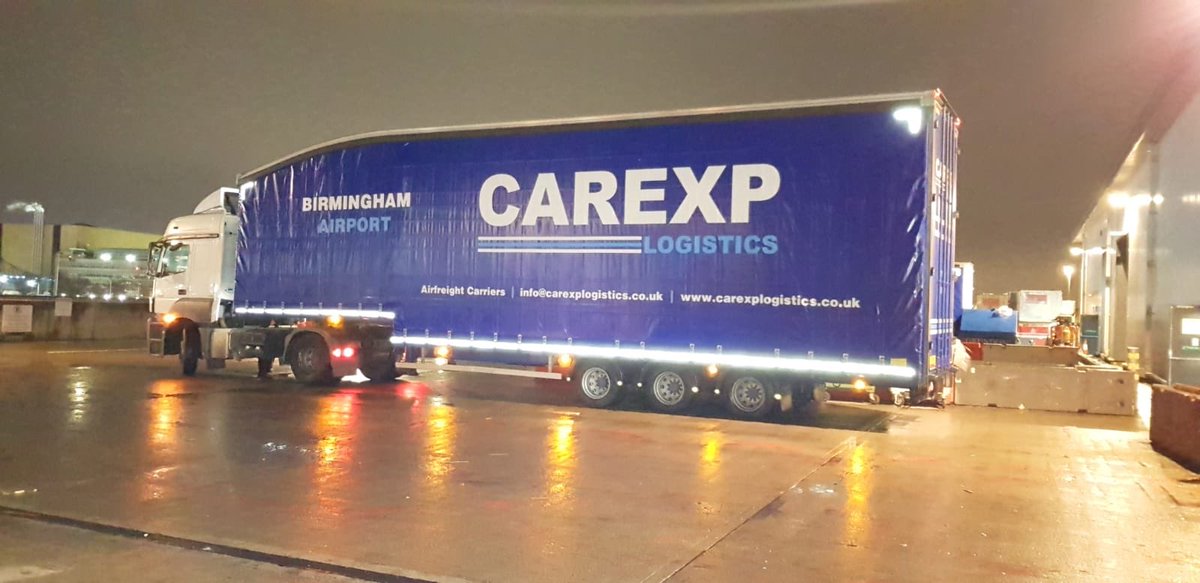 BIRMINGHAM
AIRPORT
CAREXP
LOGISTICS
Airfreight Carriers | info@carexplogistics.co.uk | www.carexplogistics.co.uk